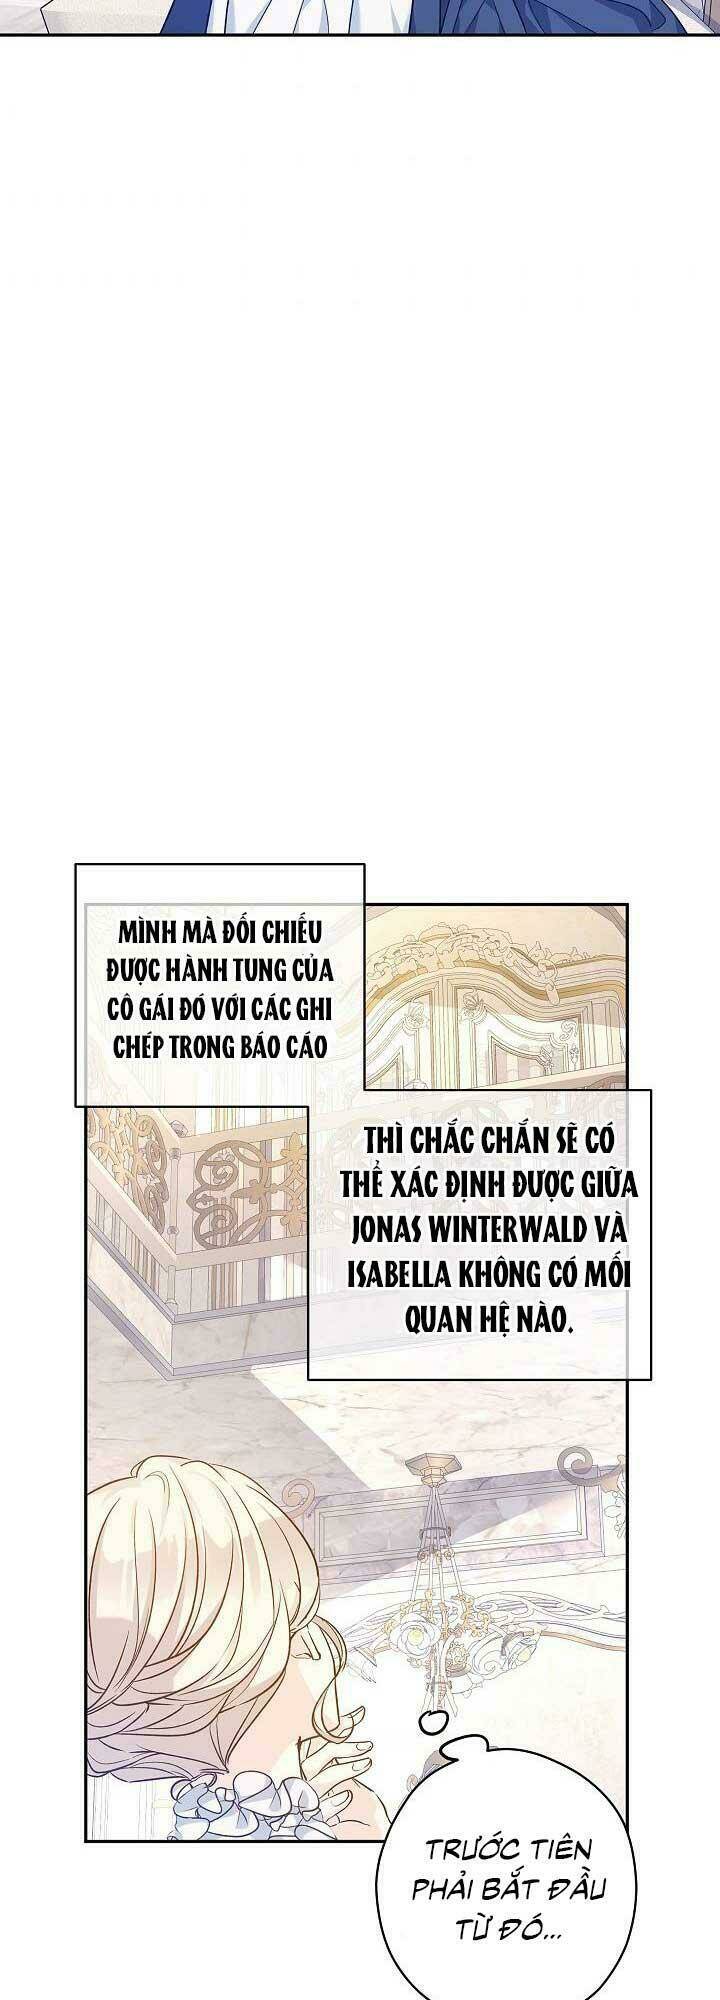 MÌNH MÀ ĐỐI CHIẾU
ĐƯỢC HÀNH TUNG CỦA
CÔ GÁI ĐÓ VỚI CÁC GHI
CHÉP TRONG BÁO CÁO
THÌ CHẮC CHẮN SẼ CÓ
THỂ XÁC ĐỊNH ĐƯỢC GIỮA
JONAS WINTERWALD VÀ
ISABELLA KHÔNG CÓ MỐI
QUAN HỆ NÀO.
TRƯỚC TIÊN
PHẢI BẮT ĐẦU
TỪ ĐÓ...